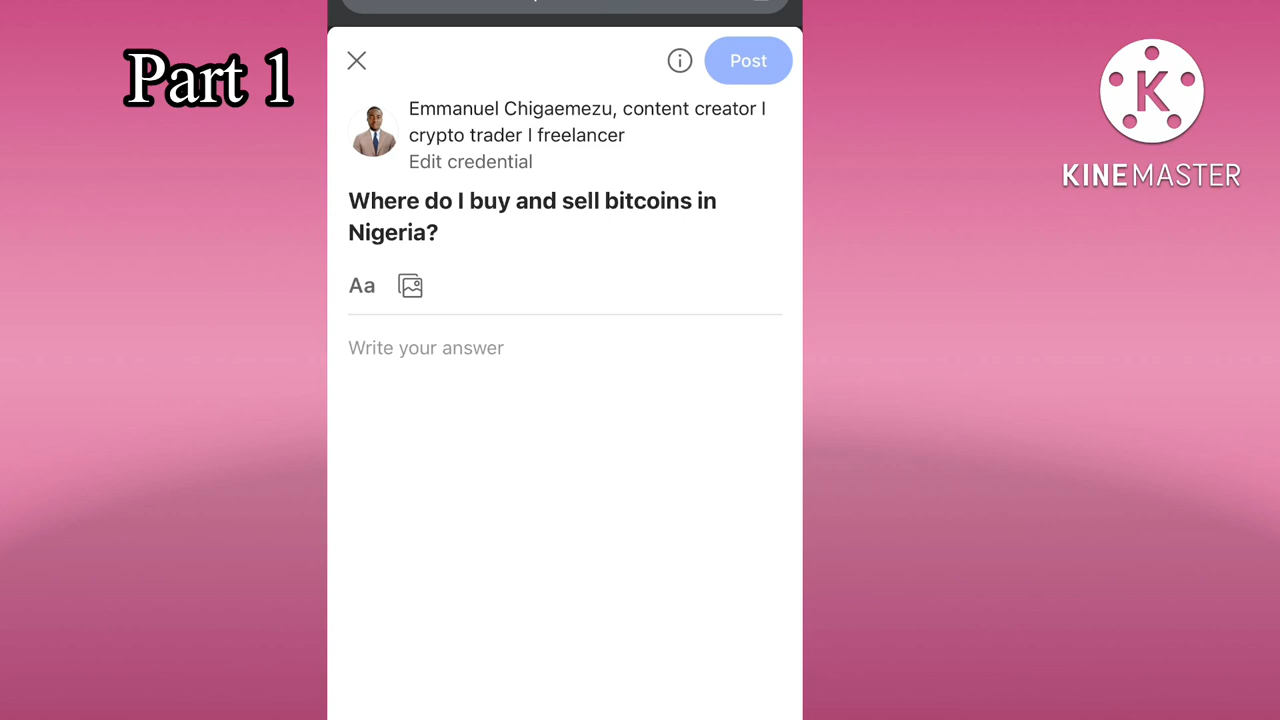 Part 1
Post
Emmanuel Chigaemezu, content creator I
crypto trader I freelancer
Edit credential
Where do I buy and sell bitcoins in
Nigeria?
Aa
Write your answer
K
KINEMASTER